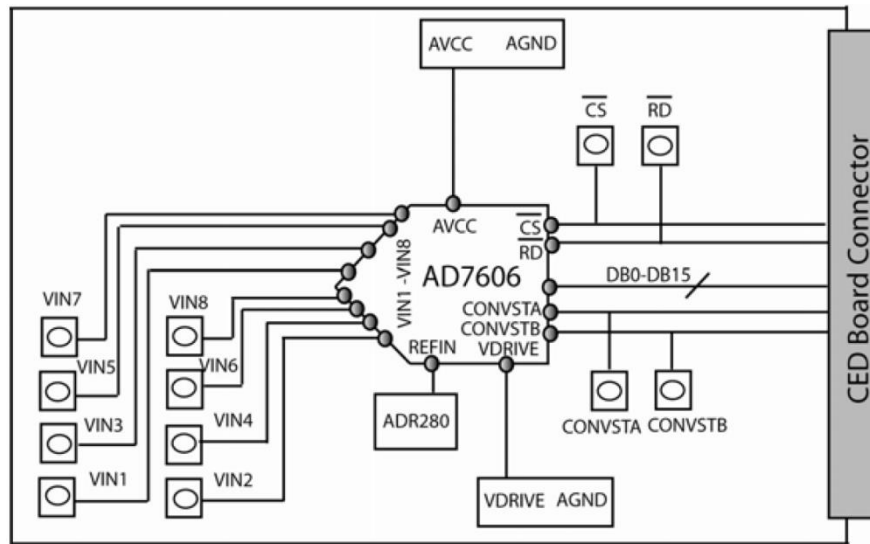 AVCC AGND
CS
RD
AVCC
CS
RD
VIN1 -VIN8
AD7606
DB0-DB15
CONVSTA
CONVSTB
REFIN
VDRIVE
VIN7
VIN8
VIN5
VIN6
VIN3
VIN4
VIN1
VIN2
ADR280
CONVSTA
CONVSTB
VDRIVE AGND
CED Board Connector